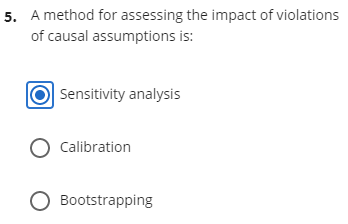 5. A method for assessing the impact of violations
of causal assumptions is:
Sensitivity analysis
Calibration
Bootstrapping